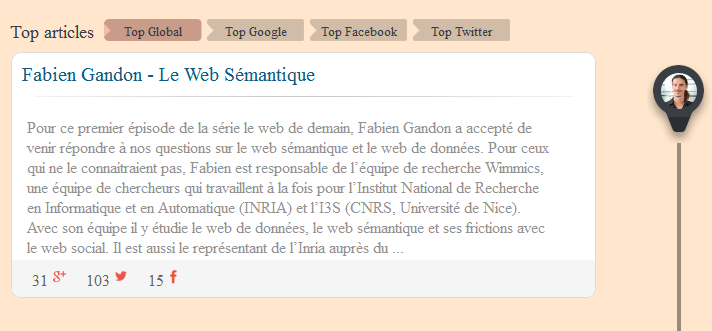 Top articles Top Global Top Google Top Facebook Top Twitter
Fabien Gandon - Le Web Sémantique
Pour ce premier épisode de la série le web de demain, Fabien Gandon a accepté de
venir répondre à nos questions sur le web sémantique et le web de données. Pour ceux
qui ne le connaitraient pas, Fabien est responsable de l’équipe de recherche Wimmics,
une équipe de chercheurs qui travaillent à la fois pour l’Institut National de Recherche
en Informatique et en Automatique (INRIA) et l’I3S (CNRS, Université de Nice).
Avec son équipe il y étudie le web de données, le web sémantique et ses frictions avec
le web social. Il est aussi le représentant de l’Inria auprès du ...
31 g+ 103 15 f